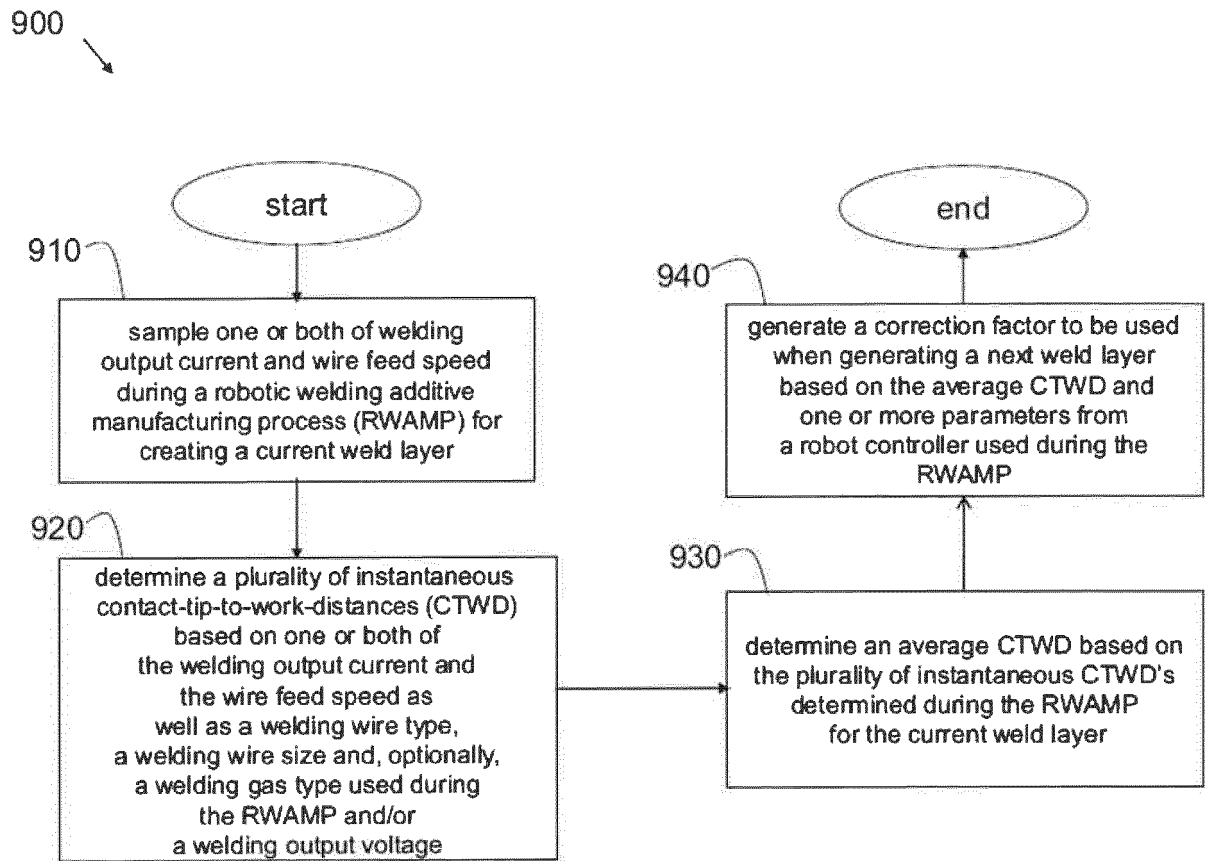 900
start
910
sample one or both of welding
output current and wire feed speed
during a robotic welding additive
manufacturing process (RWAMP) for
creating a current weld layer
920
determine a plurality of instantaneous
contact-tip-to-work-distances (CTWD)
based on one or both of
the welding output current and
the wire feed speed as
well as a welding wire type,
a welding wire size and, optionally,
a welding gas type used during
the RWAMP and/or
a welding output voltage
930
determine an average CTWD based on
the plurality of instantaneous CTWD's
determined during the RWAMP
for the current weld layer
940
generate a correction factor to be used
when generating a next weld layer
based on the average CTWD and
one or more parameters from
a robot controller used during the
RWAMP
end